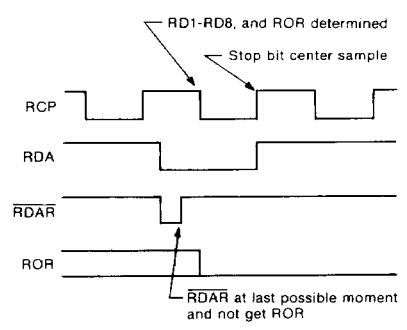 RD1-RD8, and ROR determined
Stop bit center sample
RCP
RDA
RDAR
ROR
RDAR at last possible moment
and not get ROR